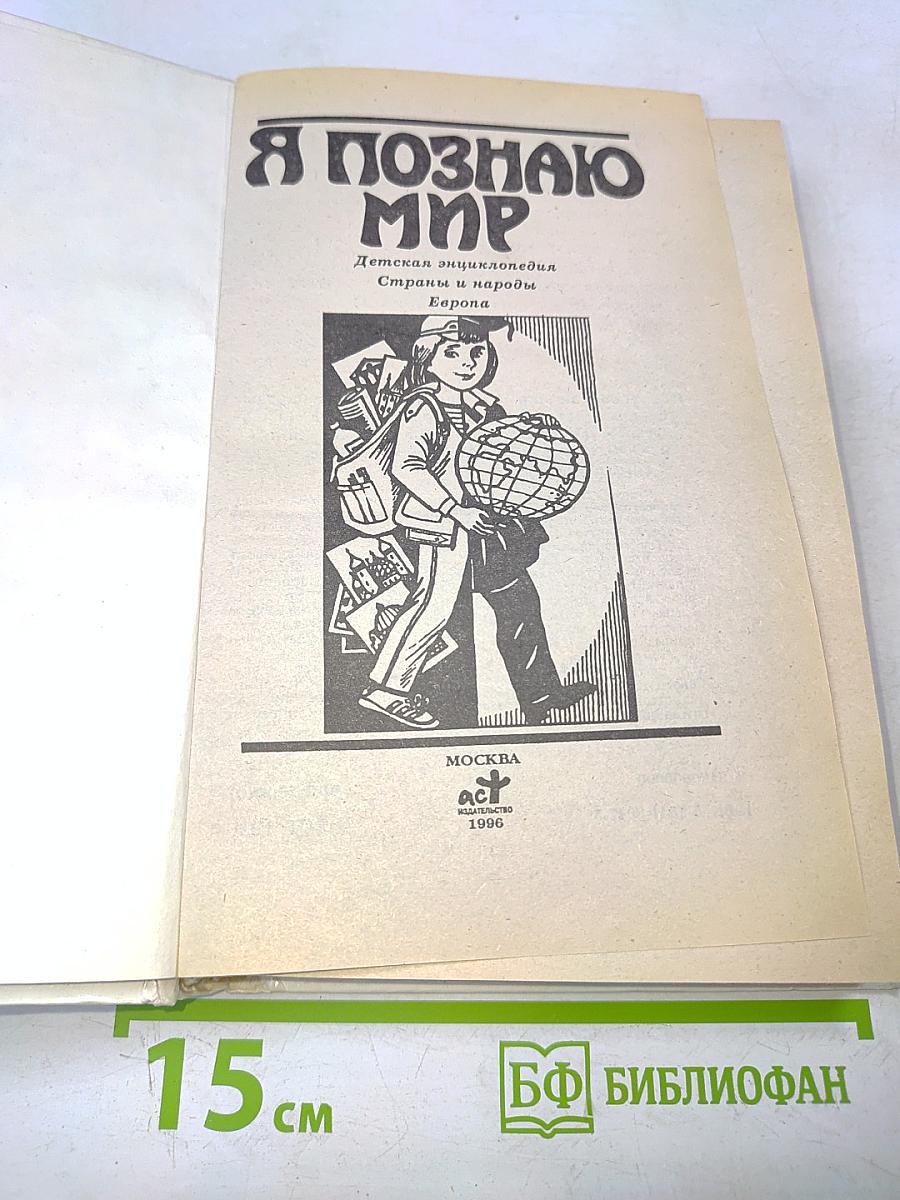 Я ПОЗНАЮ
МИР
Детская энциклопедия
Страны и народы
Европа
МОСКВА
аст
ИЗДАТЕЛЬСТВО
1996
15 см
БФ БИБЛИОФАН